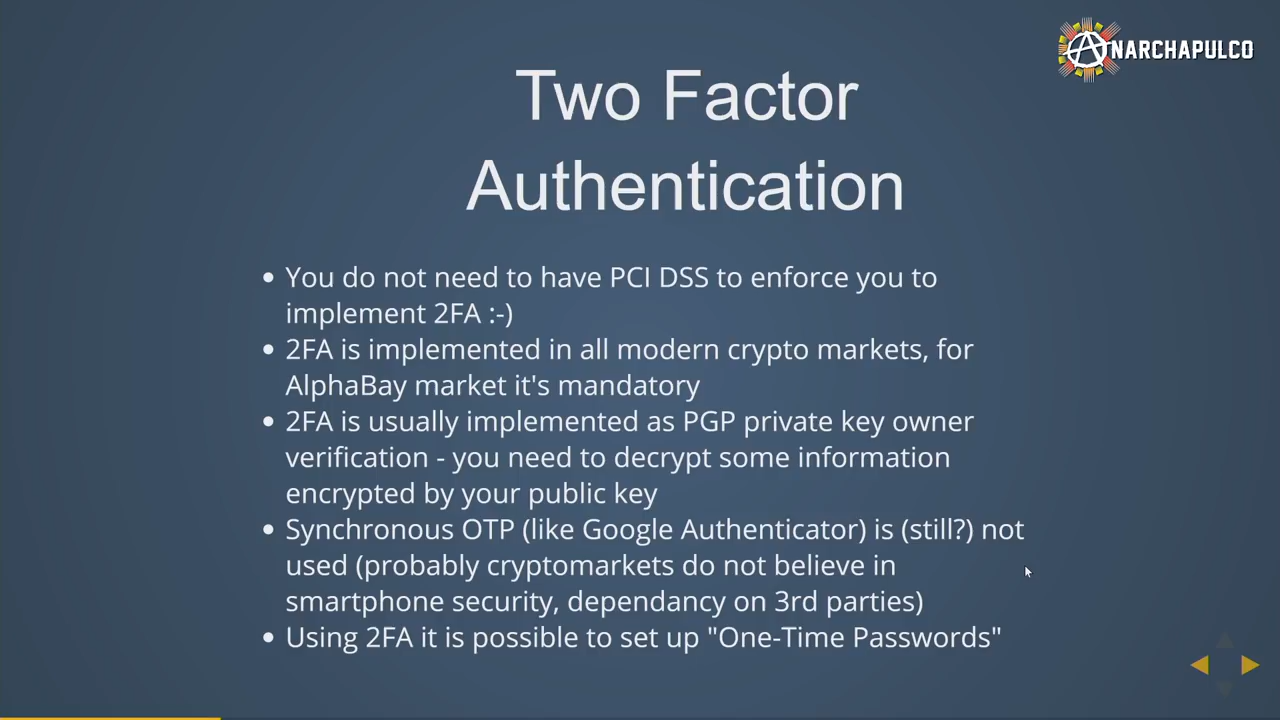 ANARCHAPULCO
Two Factor
Authentication
• You do not need to have PCI DSS to enforce you to
implement 2FA :-)
• 2FA is implemented in all modern crypto markets, for
AlphaBay market it's mandatory
• 2FA is usually implemented as PGP private key owner
verification - you need to decrypt some information
encrypted by your public key
• Synchronous OTP (like Google Authenticator) is (still?) not
used (probably cryptomarkets do not believe in
smartphone security, dependancy on 3rd parties)
• Using 2FA it is possible to set up "One-Time Passwords"